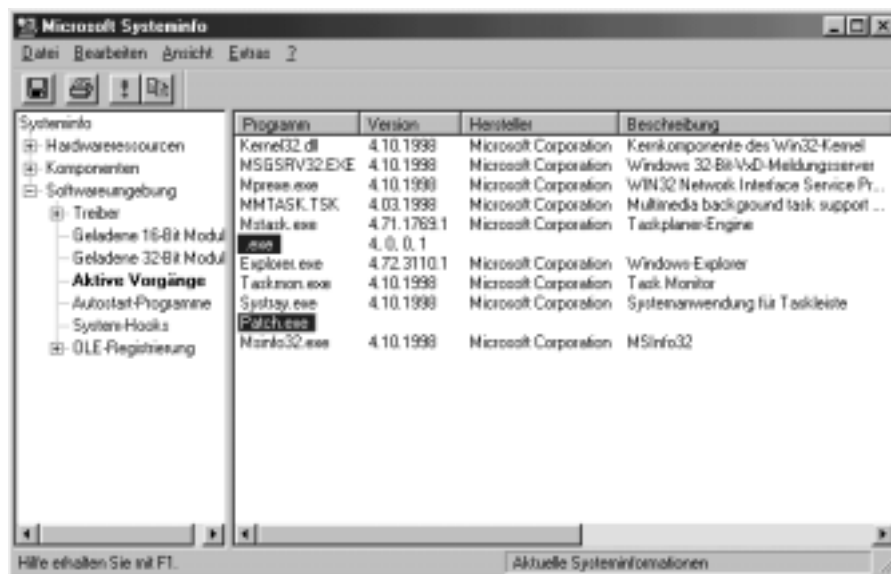 Microsoft Systeminfo
Datei Bearbeiten Ansicht Extras ?
Systeminfo
Hardwareressourcen
Komponenten
Softwareumgebung
Treiber
Geladene 16-Bit Modul
Geladene 32-Bit Modul
Aktive Vorgänge
Autostart-Programme
System-Hooks
OLE-Registrierung
Programm Version Hersteller Beschreibung
Kernel32.dll 4.10.1998 Microsoft Corporation Kernkomponente des Win32-Kernel
MSGSRV32.EXE 4.10.1998 Microsoft Corporation Windows 32-Bit-VxD-Meldungsserver
Mprexe.exe 4.10.1998 Microsoft Corporation WIN32 Network Interface Service Pr...
MMTASK.TSK 4.03.1998 Microsoft Corporation Multimedia background task support ...
Mstask.exe 4.71.1769.1 Microsoft Corporation Taskplaner-Engine
.exe 4, 0, 0, 1
Explorer.exe 4.72.3110.1 Microsoft Corporation Windows-Explorer
Taskmon.exe 4.10.1998 Microsoft Corporation Task Monitor
Systray.exe 4.10.1998 Microsoft Corporation Systemanwendung für Taskleiste
Patch.exe
Msinfo32.exe 4.10.1998 Microsoft Corporation MSInfo32
Hilfe erhalten Sie mit F1. Aktuelle Systeminformationen